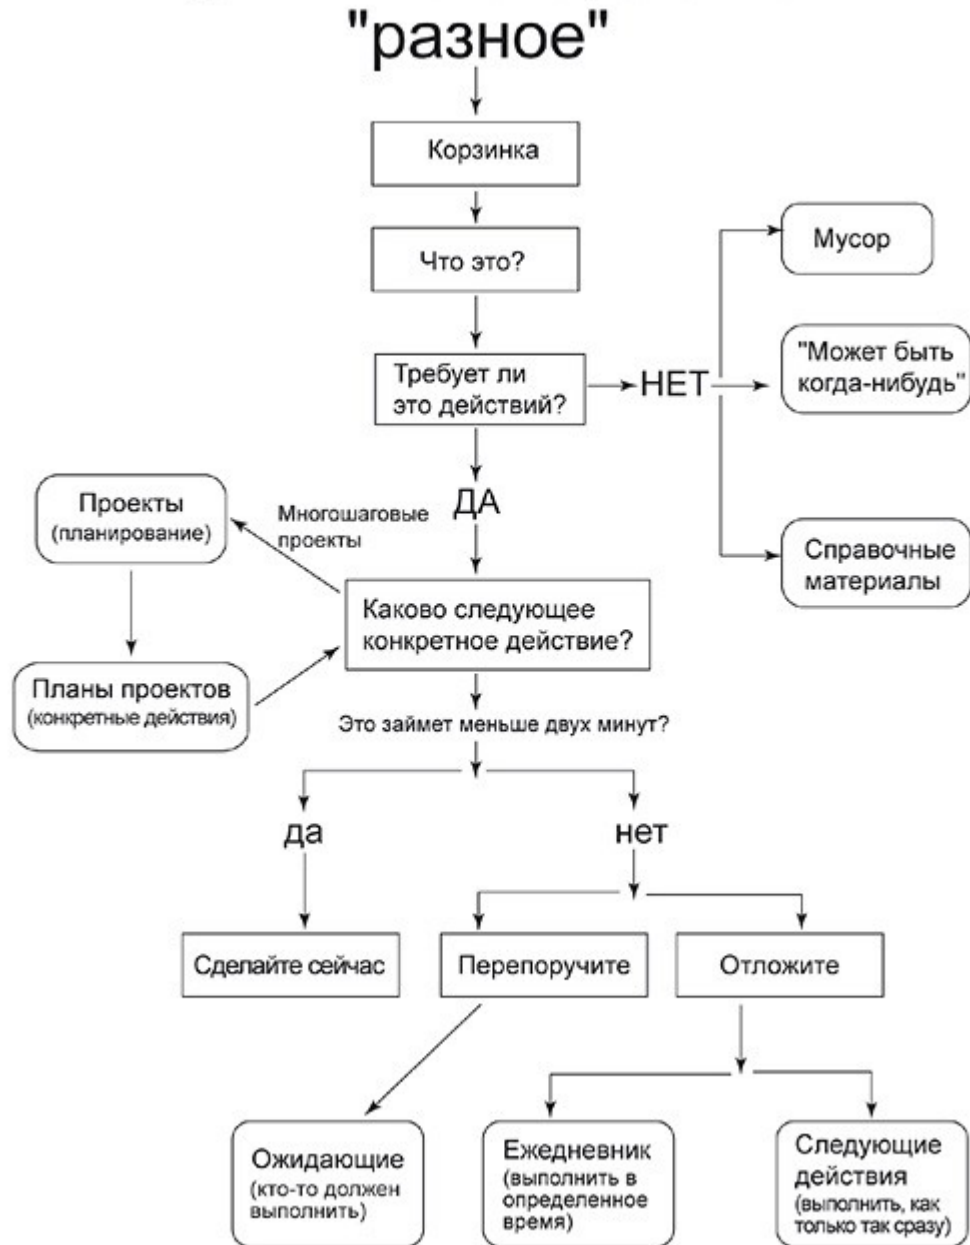 "разное"
Корзинка
Что это?
Мусор
Требует ли
это действий?
НЕТ
"Может быть
когда-нибудь"
ДА
Справочные
материалы
Проекты
(планирование)
Многошаговые
проекты
Каково следующее
конкретное действие?
Планы проектов
(конкретные действия)
Это займет меньше двух минут?
да
нет
Сделайте сейчас
Перепоручите
Отложите
Ожидающие
(кто-то должен
выполнить)
Ежедневник
(выполнить в
определенное
время)
Следующие
действия
(выполнить, как
только так сразу)